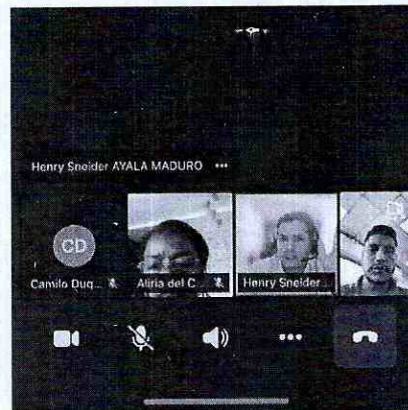 Henry Sneider AYALA MADURO •••
CD
Camilo Duq...
Aliria del C...
Henry Sneider...